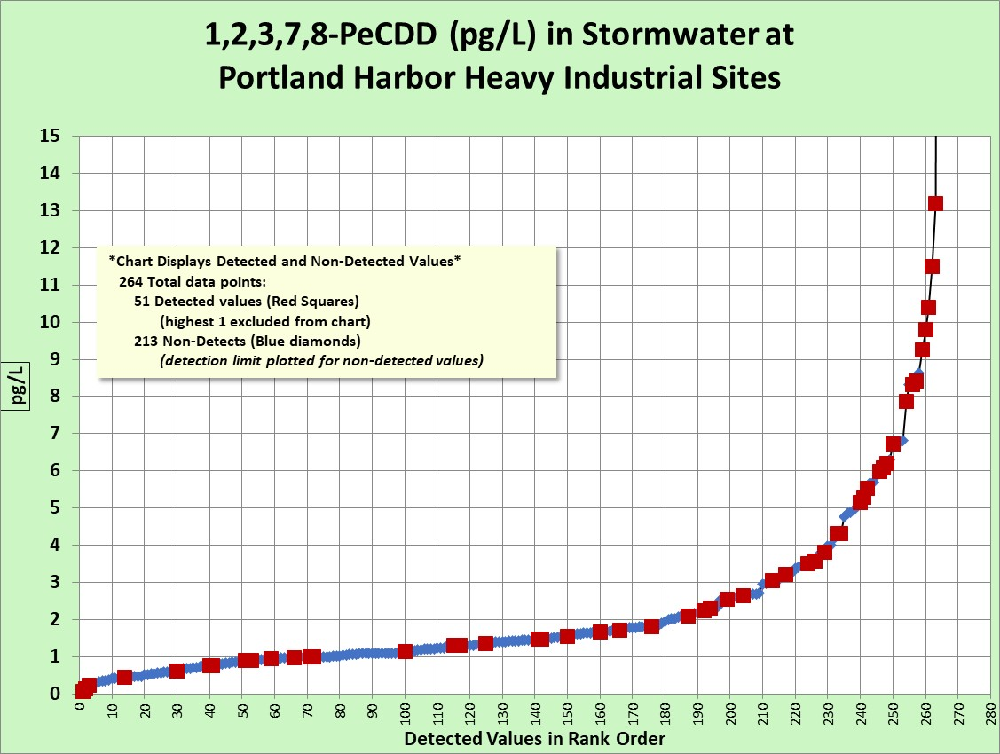 1,2,3,7,8-PeCDD (pg/L) in Stormwater at
Portland Harbor Heavy Industrial Sites
15
14
13
12
11
10
9
8
7
6
5
4
3
2
1
0
pg/L
*Chart Displays Detected and Non-Detected Values*
264 Total data points:
51 Detected values (Red Squares)
(highest 1 excluded from chart)
213 Non-Detects (Blue diamonds)
(detection limit plotted for non-detected values)
0 10 20 30 40 50 60 70 80 90 100 110 120 130 140 150 160 170 180 190 200 210 220 230 240 250 260 270 280
Detected Values in Rank Order